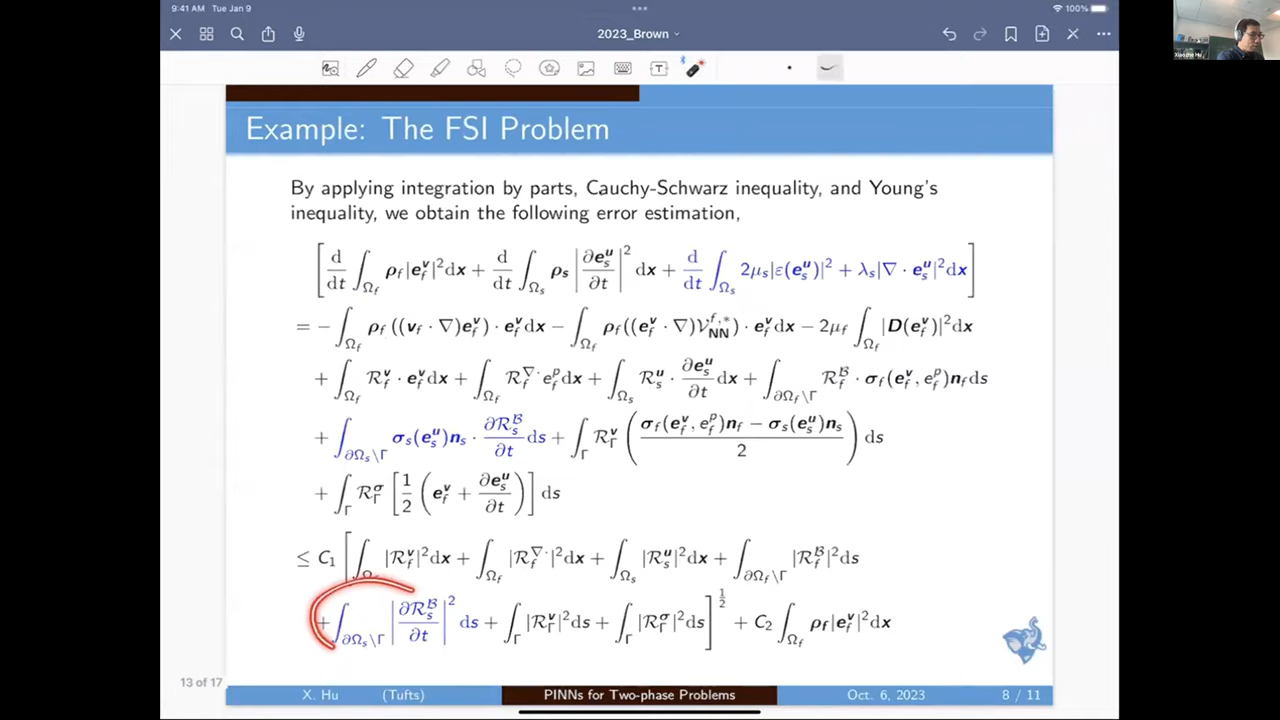 9:41 AM Tue Jan 9
100%
2023_Brown
Xiaozhe Hu
Example: The FSI Problem
By applying integration by parts, Cauchy-Schwarz inequality, and Young's
inequality, we obtain the following error estimation,
[ d/dt ∫_{Ω_f} ρ_f |e_f^v|² dx + d/dt ∫_{Ω_s} ρ_s |∂e_s^u/∂t|² dx + d/dt ∫_{Ω_s} 2μ_s |ε(e_s^u)|² + λ_s |∇ · e_s^u|² dx ]
= − ∫_{Ω_f} ρ_f ((v_f · ∇)e_f^v) · e_f^v dx − ∫_{Ω_f} ρ_f ((e_f^v · ∇)𝒱_{NN}^{f,*}) · e_f^v dx − 2μ_f ∫_{Ω_f} |D(e_f^v)|² dx
+ ∫_{Ω_f} ℛ_f^v · e_f^v dx + ∫_{Ω_f} ℛ_f^{∇·} e_f^p dx + ∫_{Ω_s} ℛ_s^u · ∂e_s^u/∂t dx + ∫_{∂Ω_f\Γ} ℛ_f^ℬ · σ_f(e_f^v, e_f^p)n_f ds
+ ∫_{∂Ω_s\Γ} σ_s(e_s^u)n_s · ∂ℛ_s^ℬ/∂t ds + ∫_Γ ℛ_Γ^v ( (σ_f(e_f^v, e_f^p)n_f − σ_s(e_s^u)n_s)/2 ) ds
+ ∫_Γ ℛ_Γ^σ [ 1/2 ( e_f^v + ∂e_s^u/∂t ) ] ds
≤ C_1 [ ∫_{Ω_f} |ℛ_f^v|² dx + ∫_{Ω_f} |ℛ_f^{∇·}|² dx + ∫_{Ω_s} |ℛ_s^u|² dx + ∫_{∂Ω_f\Γ} |ℛ_f^ℬ|² ds
+ ∫_{∂Ω_s\Γ} |∂ℛ_s^ℬ/∂t|² ds + ∫_Γ |ℛ_Γ^v|² ds + ∫_Γ |ℛ_Γ^σ|² ds ]^{1/2} + C_2 ∫_{Ω_f} ρ_f |e_f^v|² dx
13 of 17
X. Hu (Tufts) PINNs for Two-phase Problems Oct. 6, 2023 8 / 11